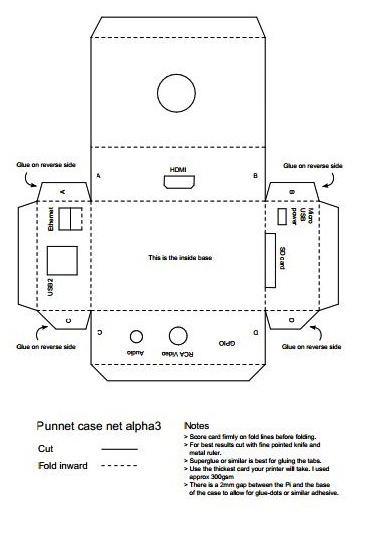 HDMI
A
B
Glue on reverse side
Glue on reverse side
A
B
Ethernet
Micro
USB
power
This is the inside base
SD card
USB2
C
D
C
D
Audio
RCA Video
GPIO
Glue on reverse side
Glue on reverse side
Punnet case net alpha3
Cut
Fold inward
Notes
> Score card firmly on fold lines before folding.
> For best results cut with fine pointed knife and
metal ruler.
> Superglue or similar is best for gluing the tabs.
> Use the thickest card your printer will take. I used
approx 300gsm
> There is a 2mm gap between the Pi and the base
of the case to allow for glue-dots or similar adhesive.